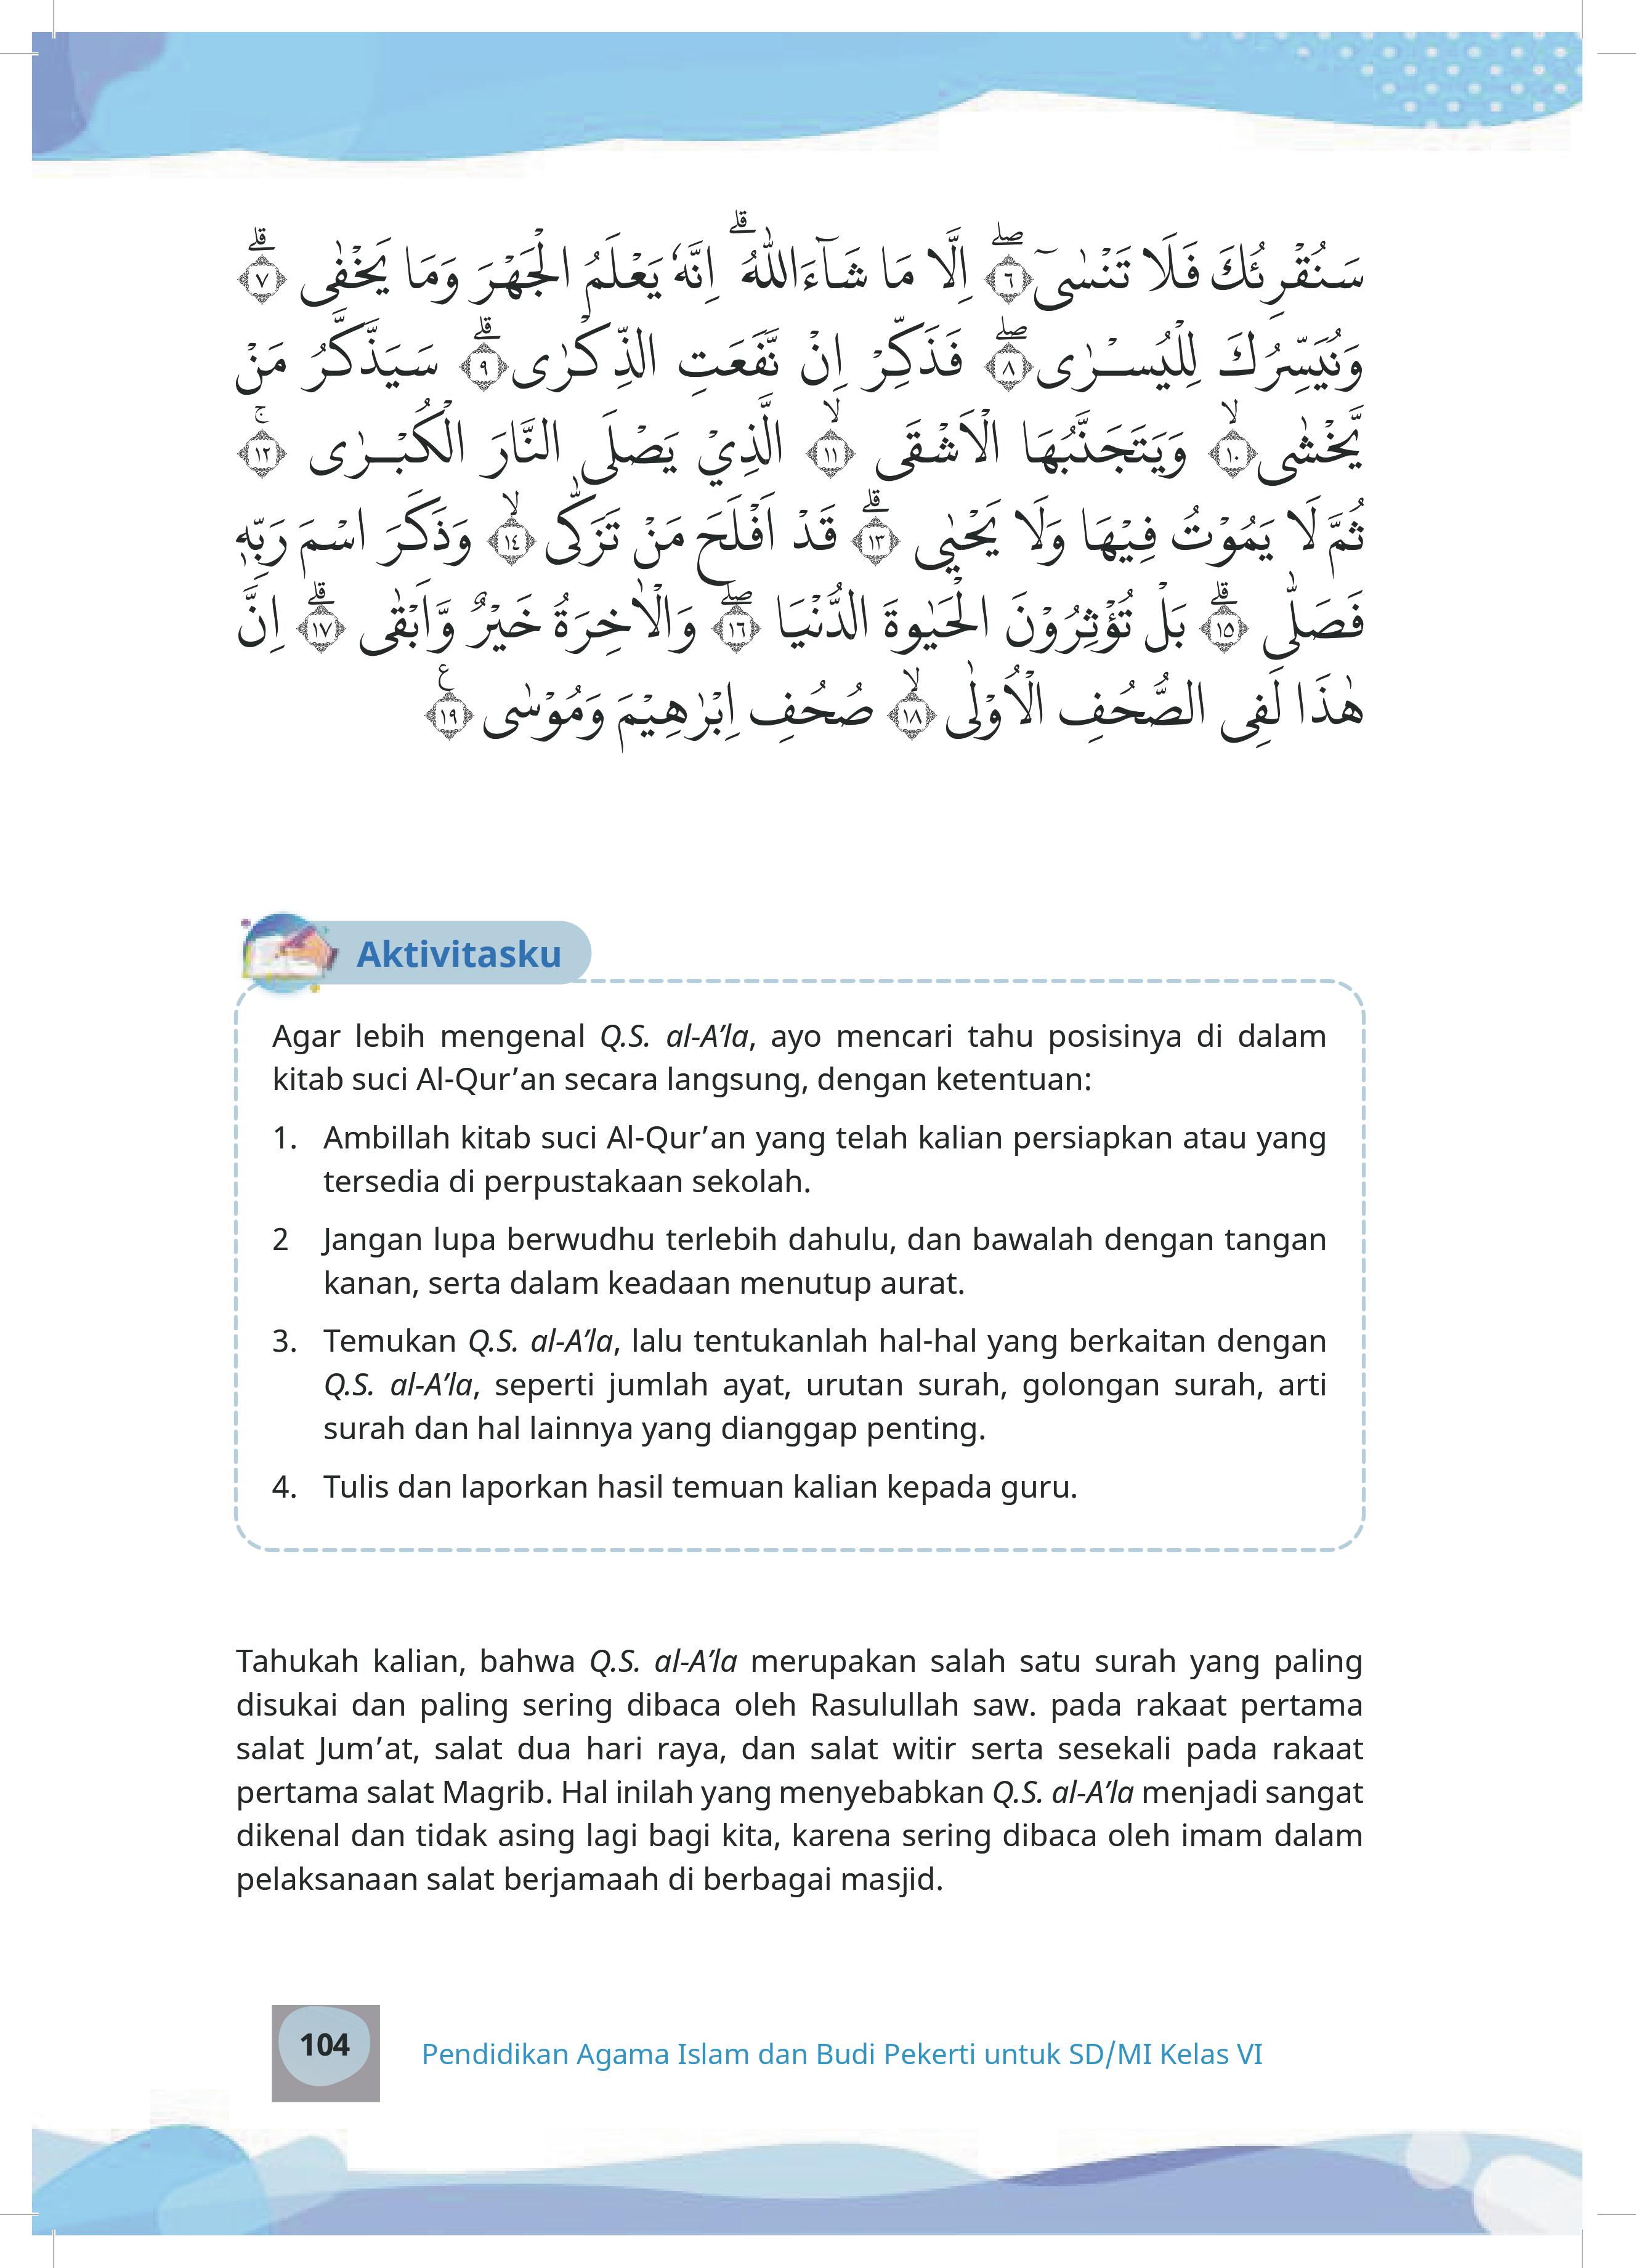 سَنُقْرِئُكَ فَلَا تَنْسٰىٓ ۖ ٦ اِلَّا مَا شَاۤءَ اللّٰهُ ۗ اِنَّهٗ يَعْلَمُ الْجَهْرَ وَمَا يَخْفٰى ۗ ٧
وَنُيَسِّرُكَ لِلْيُسْرٰى ۖ ٨ فَذَكِّرْ اِنْ نَّفَعَتِ الذِّكْرٰى ۗ ٩ سَيَذَّكَّرُ مَنْ
يَّخْشٰى ۙ ١٠ وَيَتَجَنَّبُهَا الْاَشْقَى ۙ ١١ الَّذِيْ يَصْلَى النَّارَ الْكُبْرٰى ۚ ١٢
ثُمَّ لَا يَمُوْتُ فِيْهَا وَلَا يَحْيٰى ۗ ١٣ قَدْ اَفْلَحَ مَنْ تَزَكّٰى ۙ ١٤ وَذَكَرَ اسْمَ رَبِّهٖ
فَصَلّٰى ۗ ١٥ بَلْ تُؤْثِرُوْنَ الْحَيٰوةَ الدُّنْيَا ۖ ١٦ وَالْاٰخِرَةُ خَيْرٌ وَّاَبْقٰى ۗ ١٧ اِنَّ
هٰذَا لَفِى الصُّحُفِ الْاُوْلٰى ۙ ١٨ صُحُفِ اِبْرٰهِيْمَ وَمُوْسٰى ࣖ ١٩
Aktivitasku
Agar lebih mengenal Q.S. al-A’la, ayo mencari tahu posisinya di dalam
kitab suci Al-Qur’an secara langsung, dengan ketentuan:
1. Ambillah kitab suci Al-Qur’an yang telah kalian persiapkan atau yang
tersedia di perpustakaan sekolah.
2 Jangan lupa berwudhu terlebih dahulu, dan bawalah dengan tangan
kanan, serta dalam keadaan menutup aurat.
3. Temukan Q.S. al-A’la, lalu tentukanlah hal-hal yang berkaitan dengan
Q.S. al-A’la, seperti jumlah ayat, urutan surah, golongan surah, arti
surah dan hal lainnya yang dianggap penting.
4. Tulis dan laporkan hasil temuan kalian kepada guru.
Tahukah kalian, bahwa Q.S. al-A’la merupakan salah satu surah yang paling
disukai dan paling sering dibaca oleh Rasulullah saw. pada rakaat pertama
salat Jum’at, salat dua hari raya, dan salat witir serta sesekali pada rakaat
pertama salat Magrib. Hal inilah yang menyebabkan Q.S. al-A’la menjadi sangat
dikenal dan tidak asing lagi bagi kita, karena sering dibaca oleh imam dalam
pelaksanaan salat berjamaah di berbagai masjid.
104
Pendidikan Agama Islam dan Budi Pekerti untuk SD/MI Kelas VI